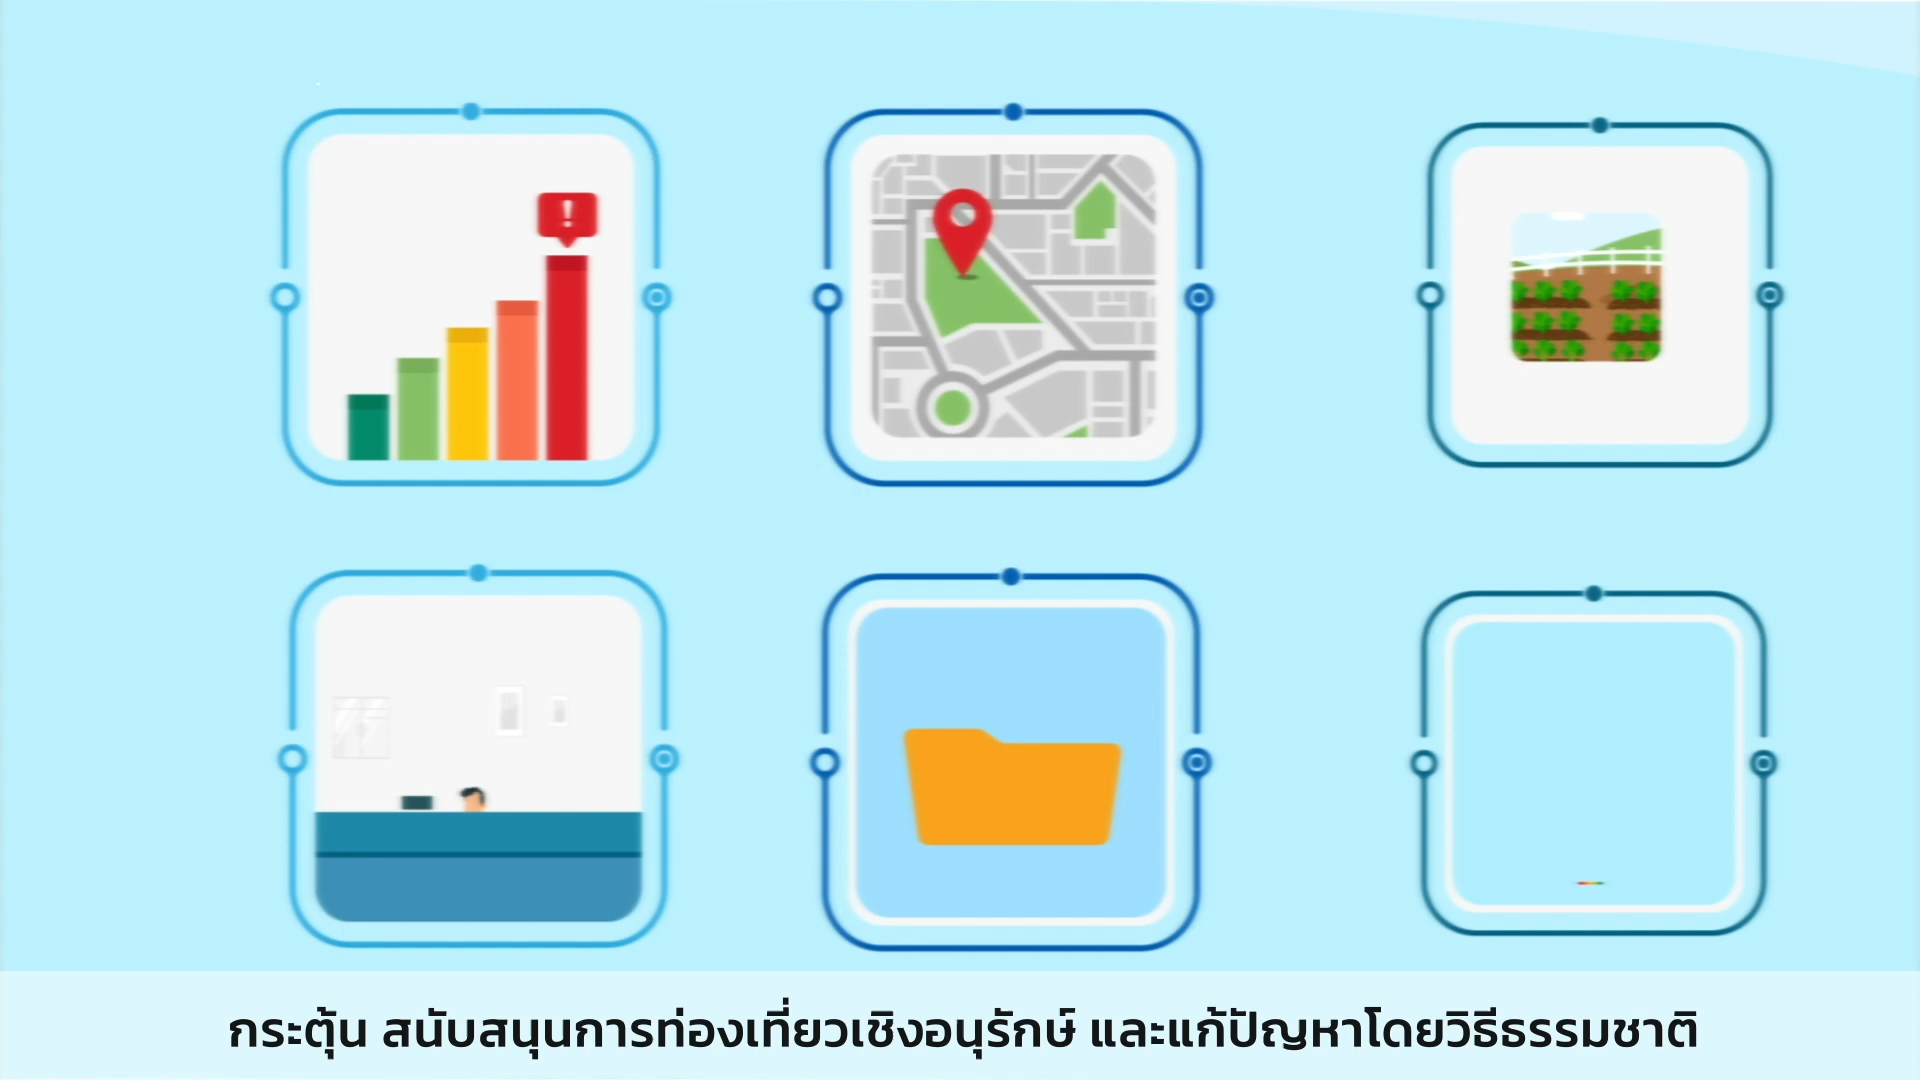 !
กระตุ้น สนับสนุนการท่องเที่ยวเชิงอนุรักษ์ และแก้ปัญหาโดยวิธีธรรมชาติ